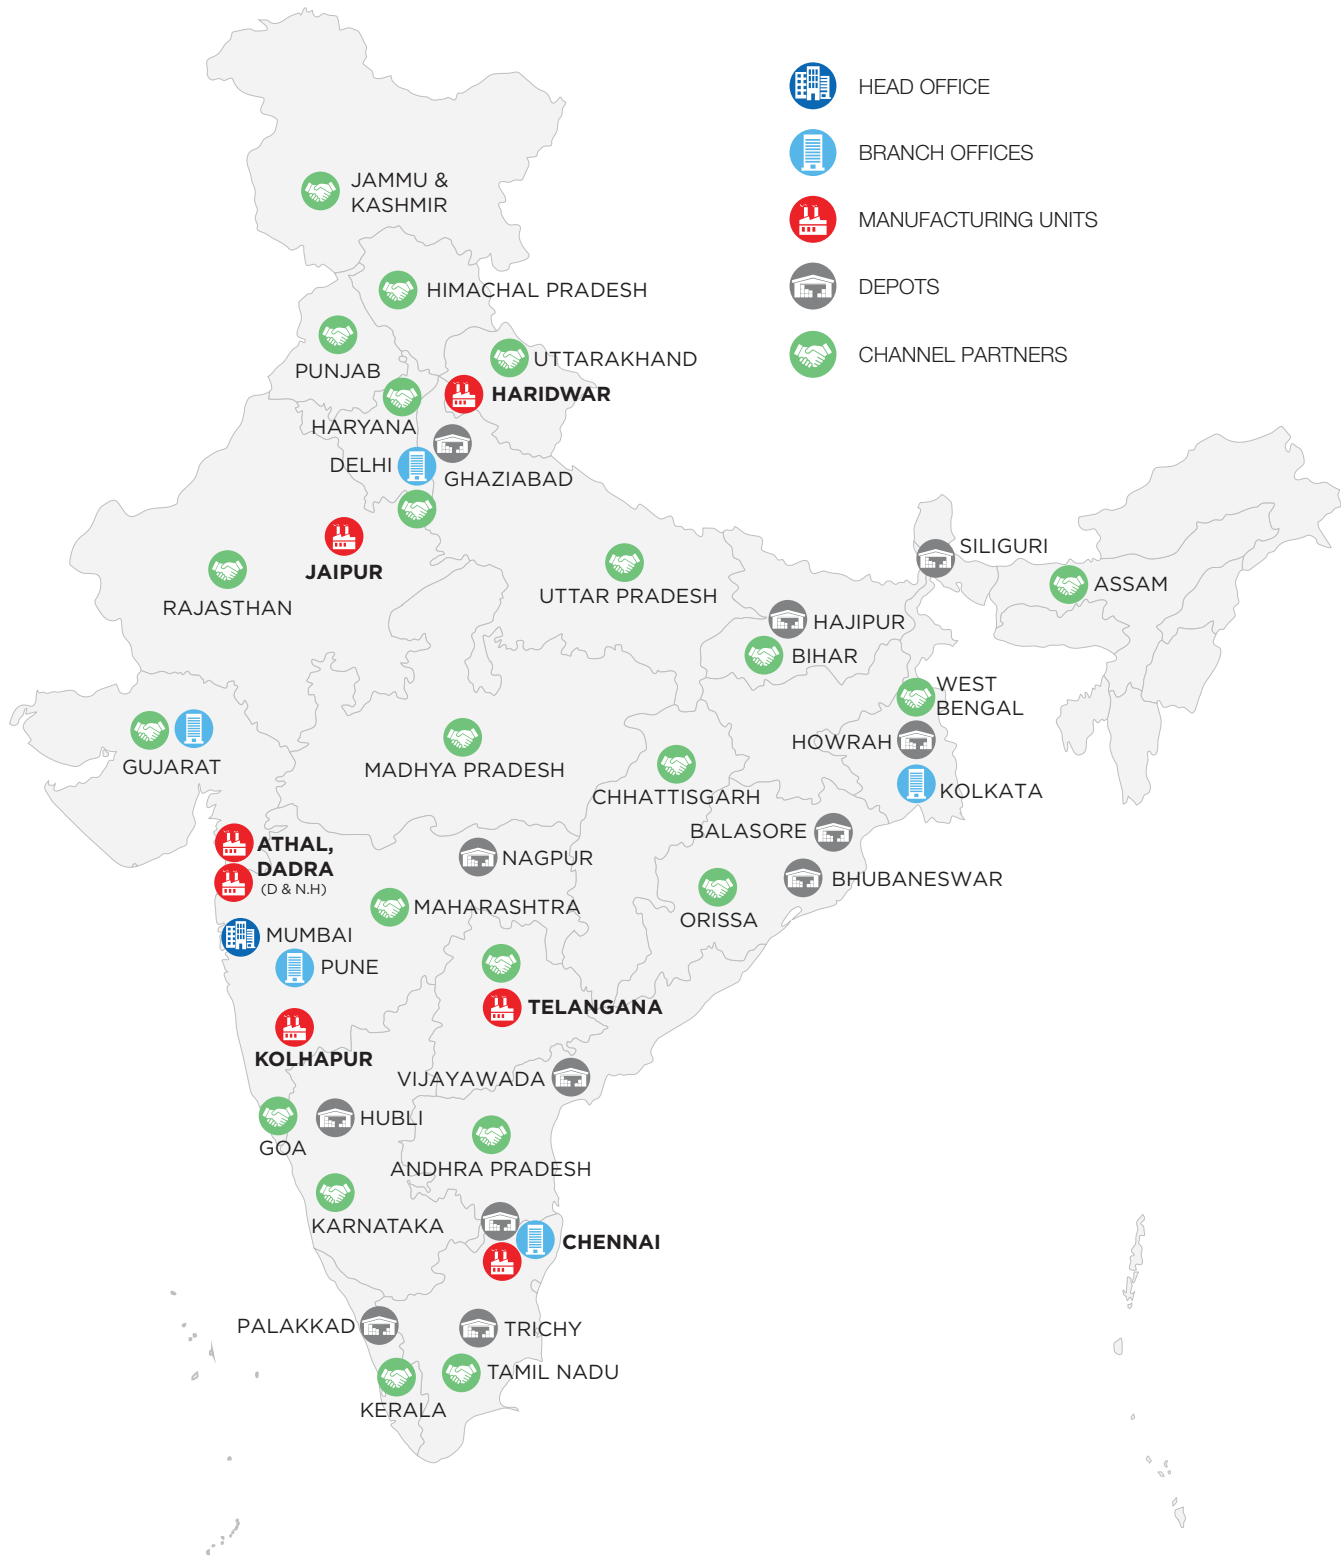 HEAD OFFICE
BRANCH OFFICES
MANUFACTURING UNITS
DEPOTS
CHANNEL PARTNERS
JAMMU &
KASHMIR
HIMACHAL PRADESH
PUNJAB
UTTARAKHAND
HARIDWAR
HARYANA
DELHI
GHAZIABAD
JAIPUR
RAJASTHAN
UTTAR PRADESH
SILIGURI
ASSAM
HAJIPUR
BIHAR
WEST
BENGAL
HOWRAH
KOLKATA
GUJARAT
MADHYA PRADESH
CHHATTISGARH
BALASORE
BHUBANESWAR
ORISSA
ATHAL,
DADRA
(D & N.H)
NAGPUR
MAHARASHTRA
MUMBAI
PUNE
TELANGANA
KOLHAPUR
VIJAYAWADA
HUBLI
GOA
ANDHRA PRADESH
KARNATAKA
CHENNAI
PALAKKAD
TRICHY
TAMIL NADU
KERALA